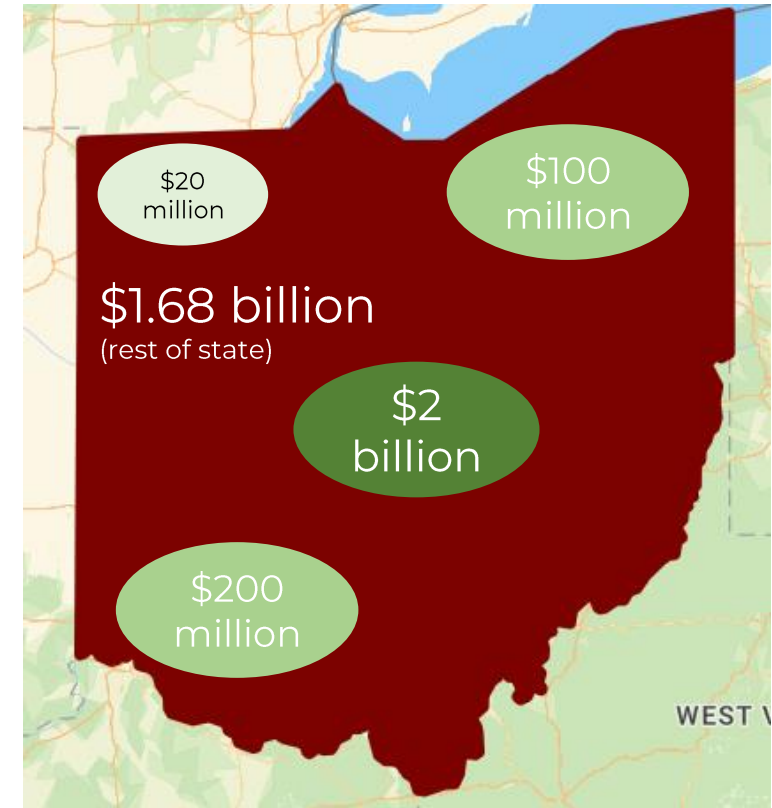 $20
million
$100
million
$1.68 billion
(rest of state)
$2
billion
$200
million
WEST